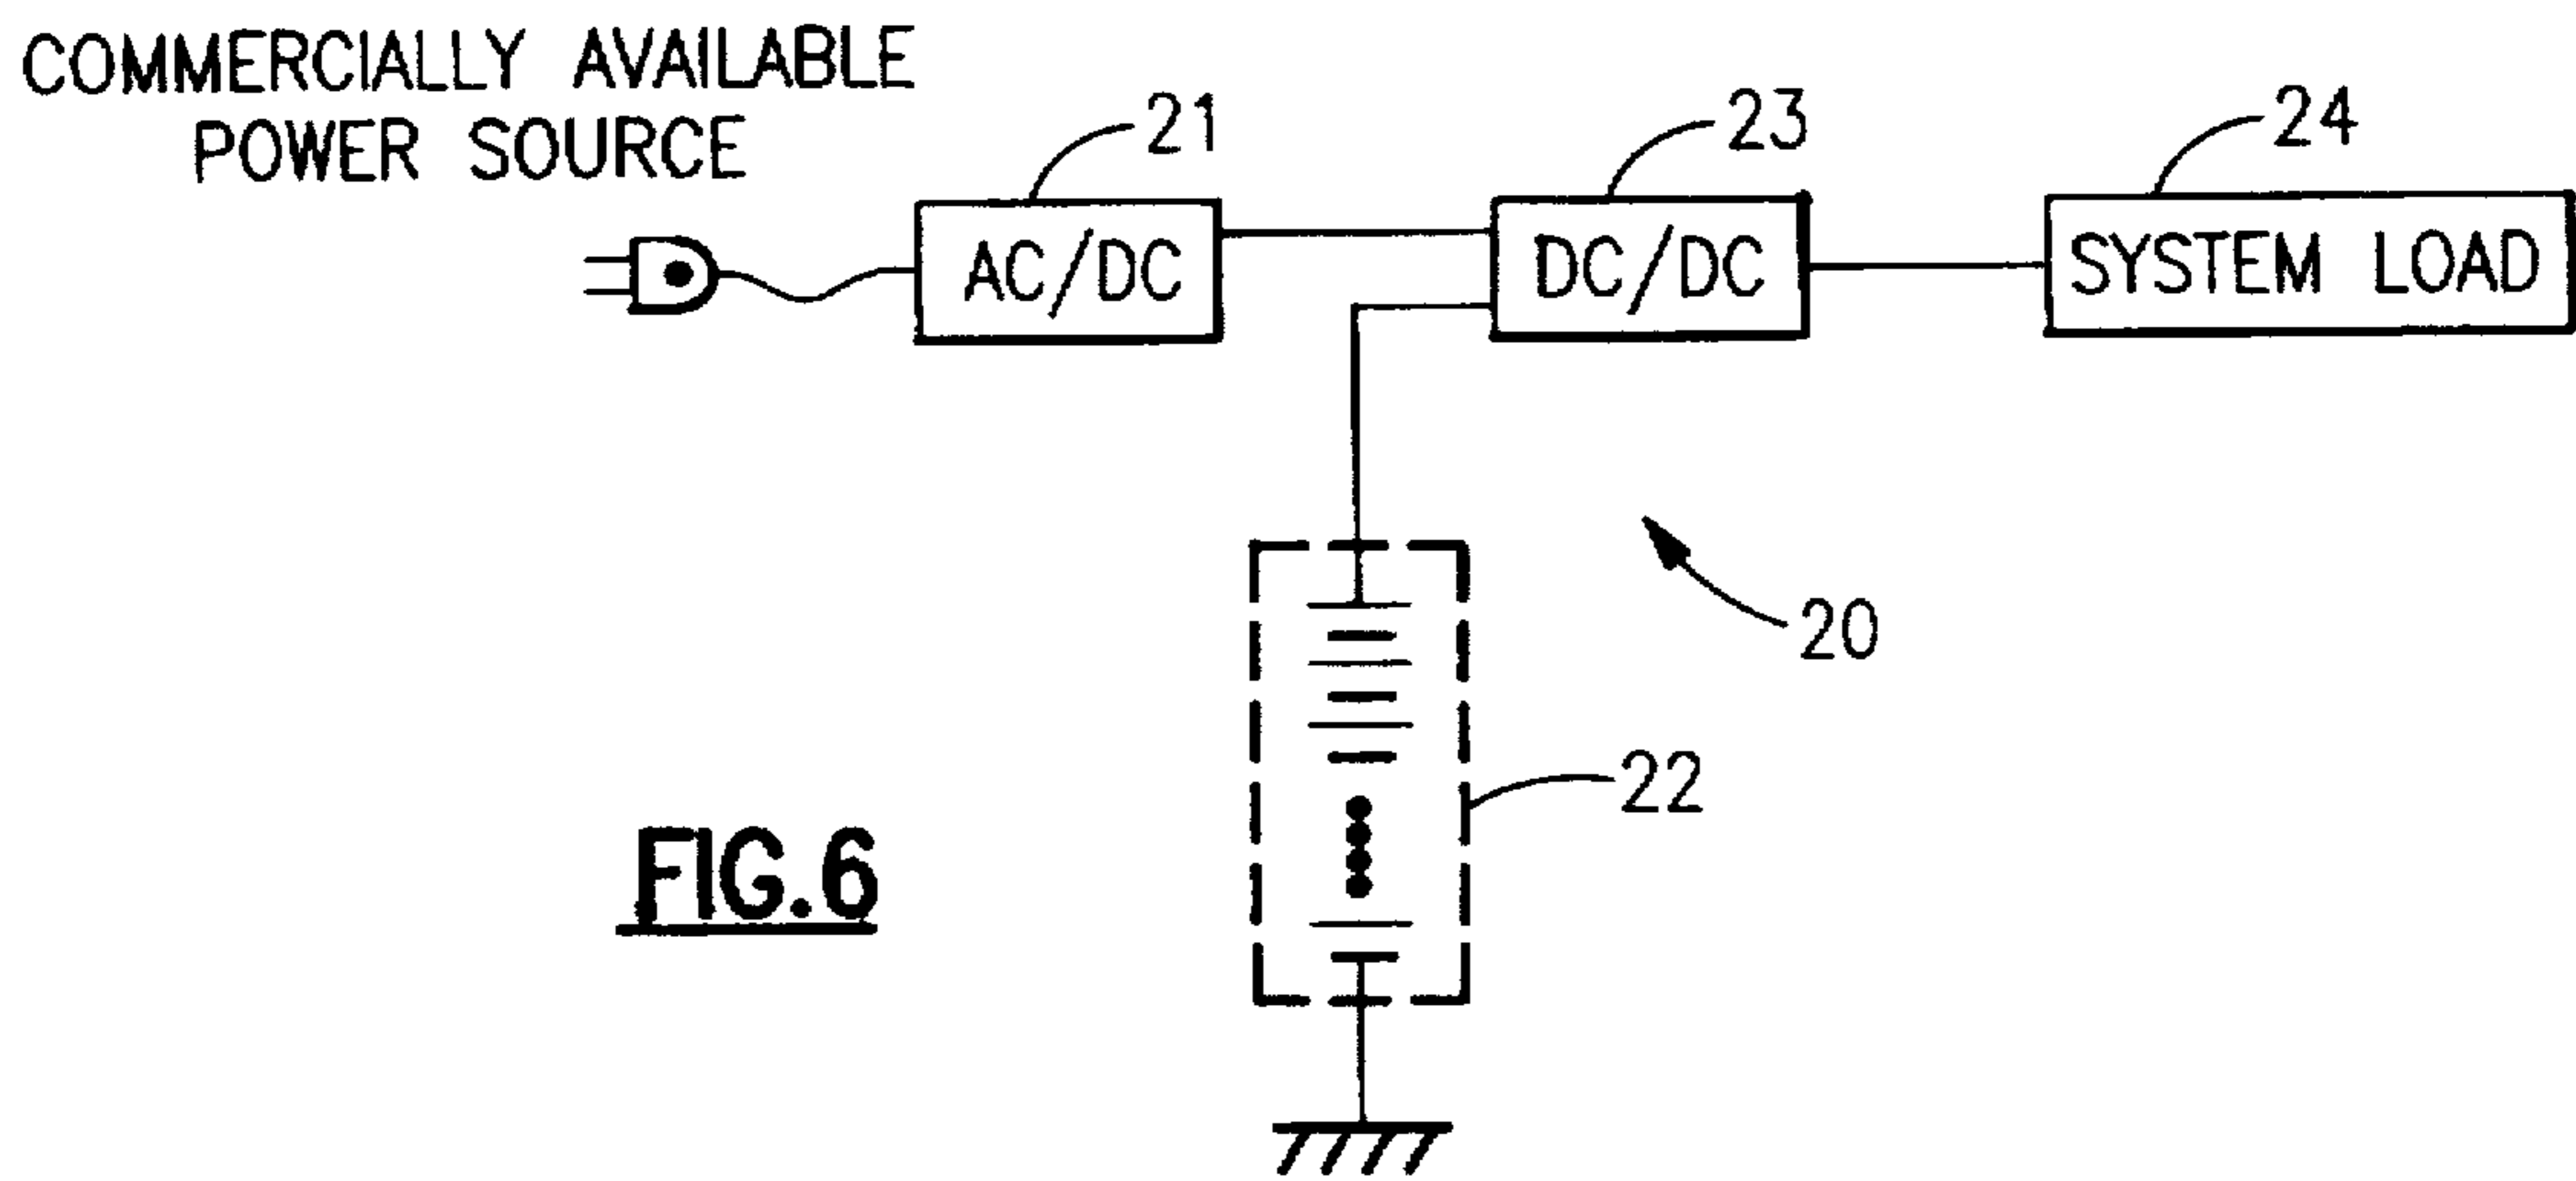 COMMERCIALLY AVAILABLE
POWER SOURCE
21
23
24
AC/DC
DC/DC
SYSTEM LOAD
20
22
FIG.6